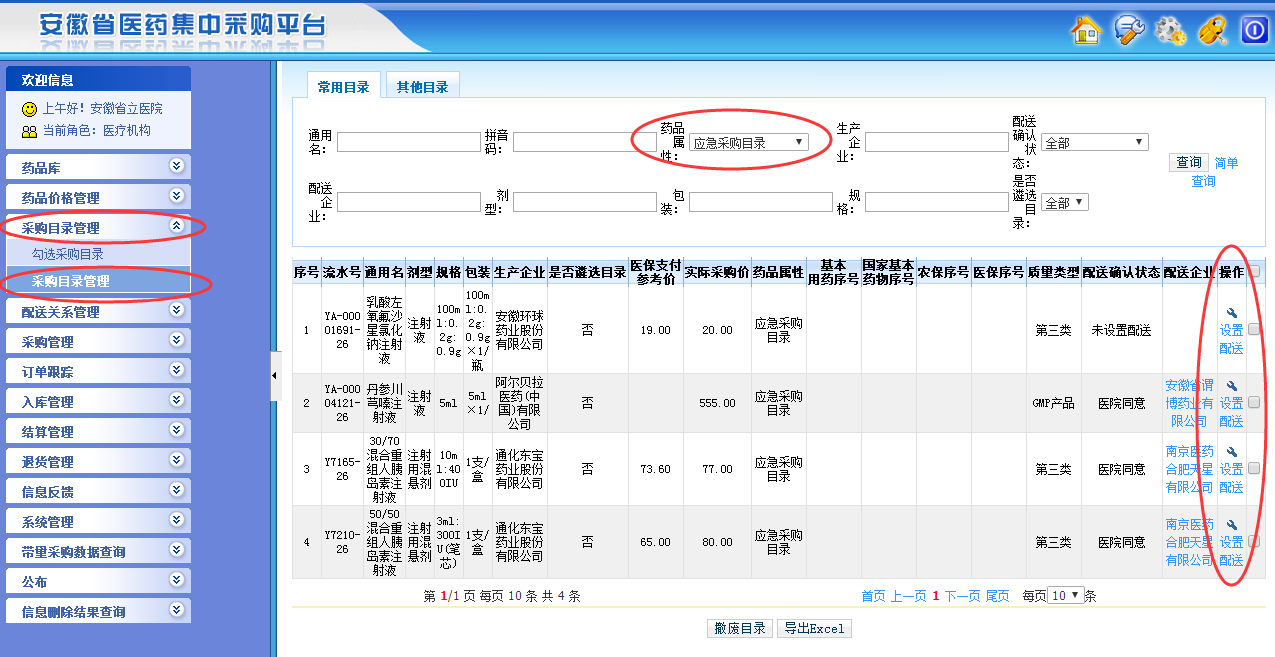 安徽省医药集中采购平台
欢迎信息
上午好！安徽省立医院
当前角色：医疗机构
药品库
药品价格管理
采购目录管理
勾选采购目录
采购目录管理
配送关系管理
采购管理
订单跟踪
入库管理
结算管理
退货管理
信息反馈
系统管理
带量采购数据查询
公布
信息删除结果查询
常用目录 其他目录
通用名： 拼音码： 药品属性： 应急采购目录 生产企业： 配送确认状态： 全部
查询 简单查询
配送企业： 剂型： 包装： 规格： 是否遴选目录： 全部
序号 流水号 通用名 剂型 规格 包装 生产企业 是否遴选目录 医保支付参考价 实际采购价 药品属性 基本用药序号 国家基本药物序号 农保序号 医保序号 质量类型 配送确认状态 配送企业 操作
1 YA-00001691-26 乳酸左氧氟沙星氯化钠注射液 注射液 100ml:0.2g:0.9g 100ml:0.2g:0.9g×1/瓶 安徽环球药业股份有限公司 否 19.00 20.00 应急采购目录 第三类 未设置配送 设置配送
2 YA-00004121-26 丹参川芎嗪注射液 注射液 5ml 5ml×1/ 阿尔贝拉医药(中国)有限公司 否 555.00 应急采购目录 GMP产品 医院同意 安徽省谓博药业有限公司 设置配送
3 Y7165-26 30/70混合重组人胰岛素注射液 注射用混悬剂 10ml:400IU 1支/盒 通化东宝药业股份有限公司 否 73.60 77.00 应急采购目录 第三类 医院同意 南京医药合肥天星有限公司 设置配送
4 Y7210-26 50/50混合重组人胰岛素注射液 注射用混悬剂 3ml:300IU(笔芯) 1支/盒 通化东宝药业股份有限公司 否 65.00 80.00 应急采购目录 第三类 医院同意 南京医药合肥天星有限公司 设置配送
第 1/1 页 每页 10 条 共 4 条 首页 上一页 1 下一页 尾页 每页 10 条
撤废目录 导出Excel